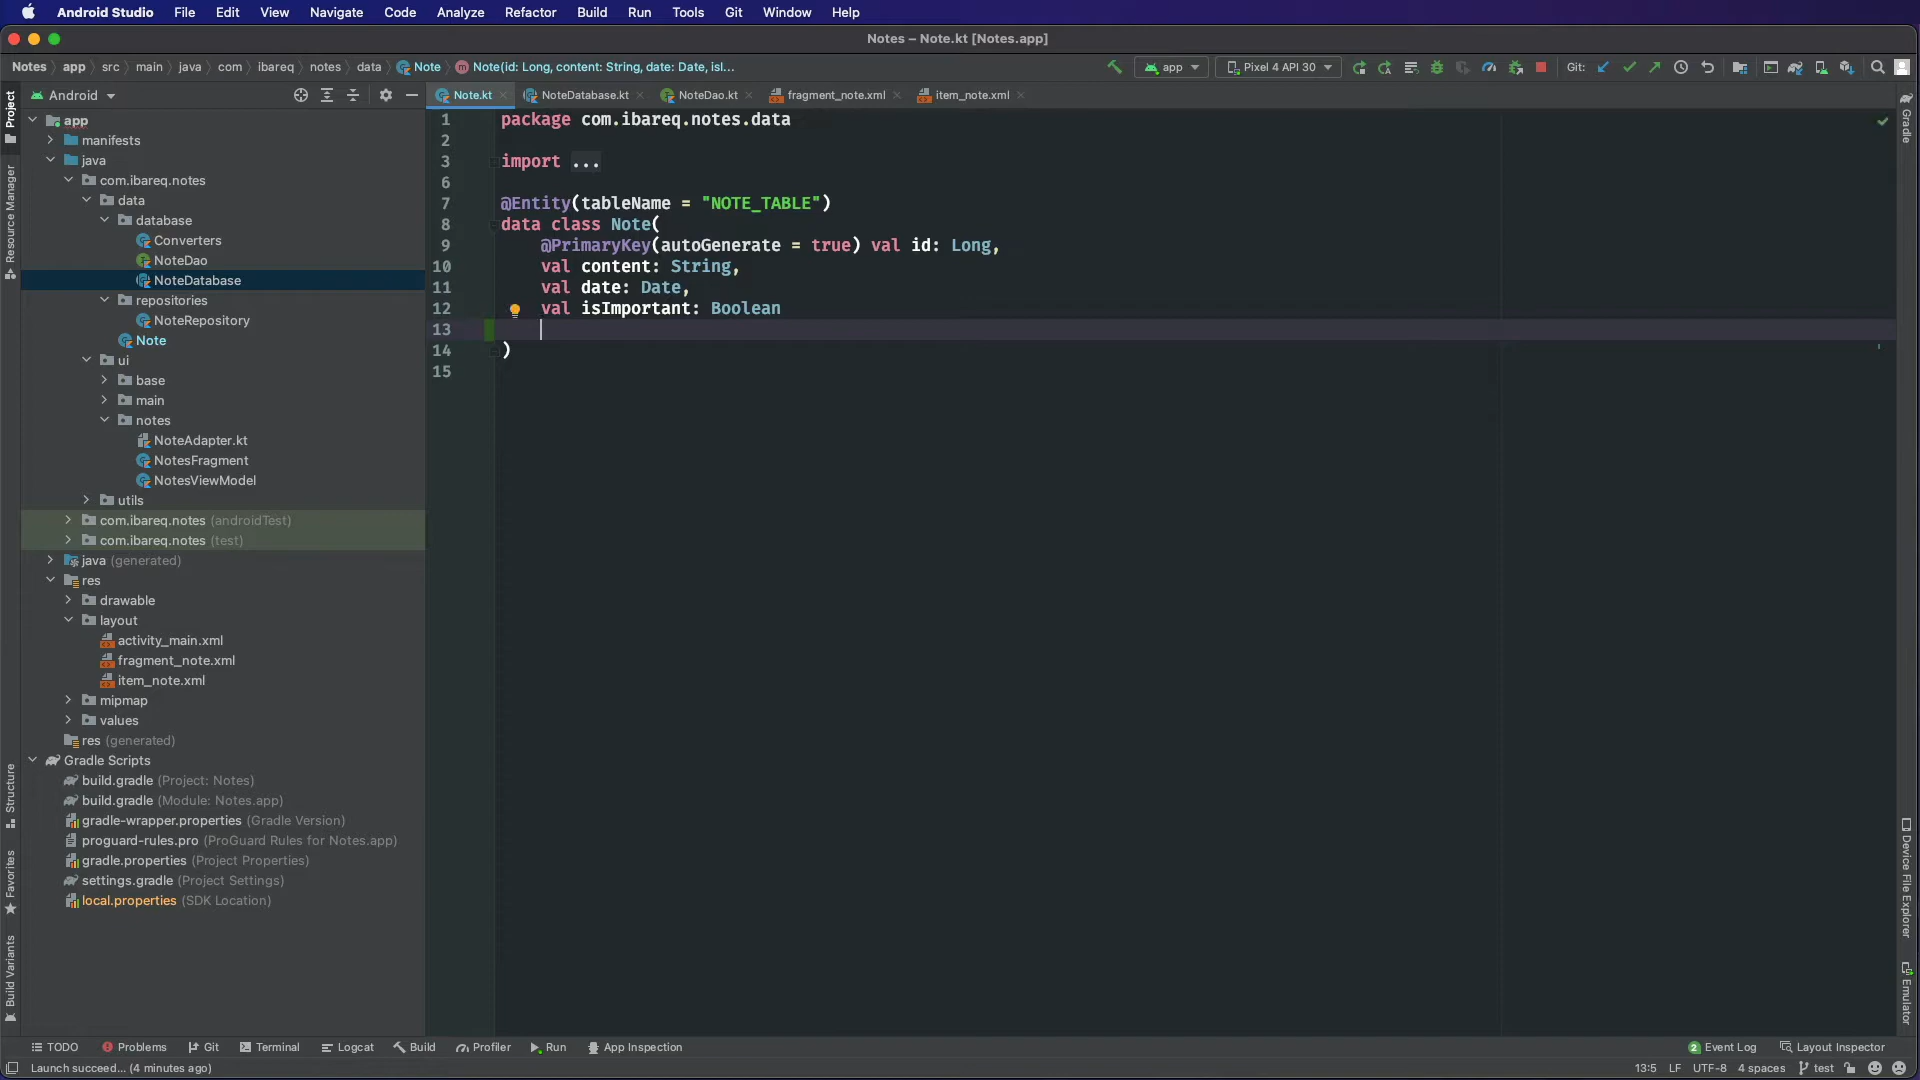 Android Studio File Edit View Navigate Code Analyze Refactor Build Run Tools Git Window Help
Notes – Note.kt [Notes.app]
Notes app src main java com ibareq notes data Note Note(id: Long, content: String, date: Date, isI...
app Pixel 4 API 30 Git:
Android
Note.kt NoteDatabase.kt NoteDao.kt fragment_note.xml item_note.xml
Project
Resource Manager
Structure
Favorites
Build Variants
app
manifests
java
com.ibareq.notes
data
database
Converters
NoteDao
NoteDatabase
repositories
NoteRepository
Note
ui
base
main
notes
NoteAdapter.kt
NotesFragment
NotesViewModel
utils
com.ibareq.notes (androidTest)
com.ibareq.notes (test)
java (generated)
res
drawable
layout
activity_main.xml
fragment_note.xml
item_note.xml
mipmap
values
res (generated)
Gradle Scripts
build.gradle (Project: Notes)
build.gradle (Module: Notes.app)
gradle-wrapper.properties (Gradle Version)
proguard-rules.pro (ProGuard Rules for Notes.app)
gradle.properties (Project Properties)
settings.gradle (Project Settings)
local.properties (SDK Location)
1 package com.ibareq.notes.data
2
3 import ...
6
7 @Entity(tableName = "NOTE_TABLE")
8 data class Note(
9 @PrimaryKey(autoGenerate = true) val id: Long,
10 val content: String,
11 val date: Date,
12 val isImportant: Boolean
13
14 )
15
Gradle
Device File Explorer
Emulator
TODO Problems Git Terminal Logcat Build Profiler Run App Inspection
2 Event Log Layout Inspector
Launch succeed... (4 minutes ago)
13:5 LF UTF-8 4 spaces test